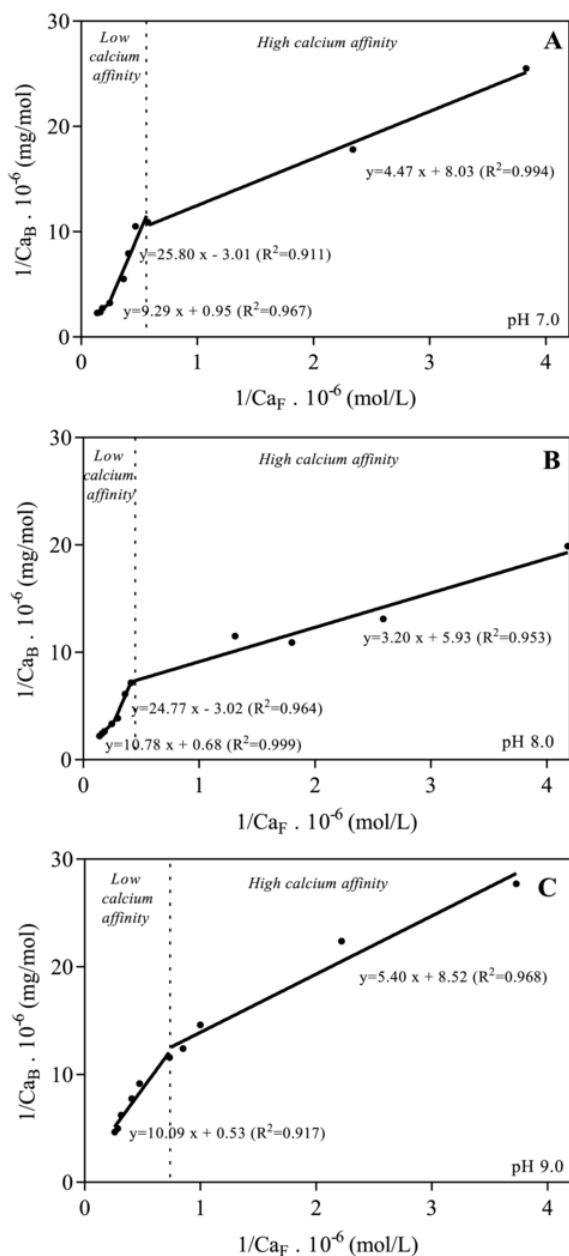 30
20
10
0
Low calcium affinity
High calcium affinity
A
y=4.47 x + 8.03 (R²=0.994)
y=25.80 x - 3.01 (R²=0.911)
y=9.29 x + 0.95 (R²=0.967)
pH 7.0
0 1 2 3 4
1/Ca_B . 10⁻⁶ (mg/mol)
1/Ca_F . 10⁻⁶ (mol/L)
30
20
10
0
Low calcium affinity
High calcium affinity
B
y=3.20 x + 5.93 (R²=0.953)
y=24.77 x - 3.02 (R²=0.964)
y=10.78 x + 0.68 (R²=0.999)
pH 8.0
0 1 2 3 4
1/Ca_B . 10⁻⁶ (mg/mol)
1/Ca_F . 10⁻⁶ (mol/L)
30
20
10
0
Low calcium affinity
High calcium affinity
C
y=5.40 x + 8.52 (R²=0.968)
y=10.09 x + 0.53 (R²=0.917)
pH 9.0
0 1 2 3 4
1/Ca_B . 10⁻⁶ (mg/mol)
1/Ca_F . 10⁻⁶ (mol/L)